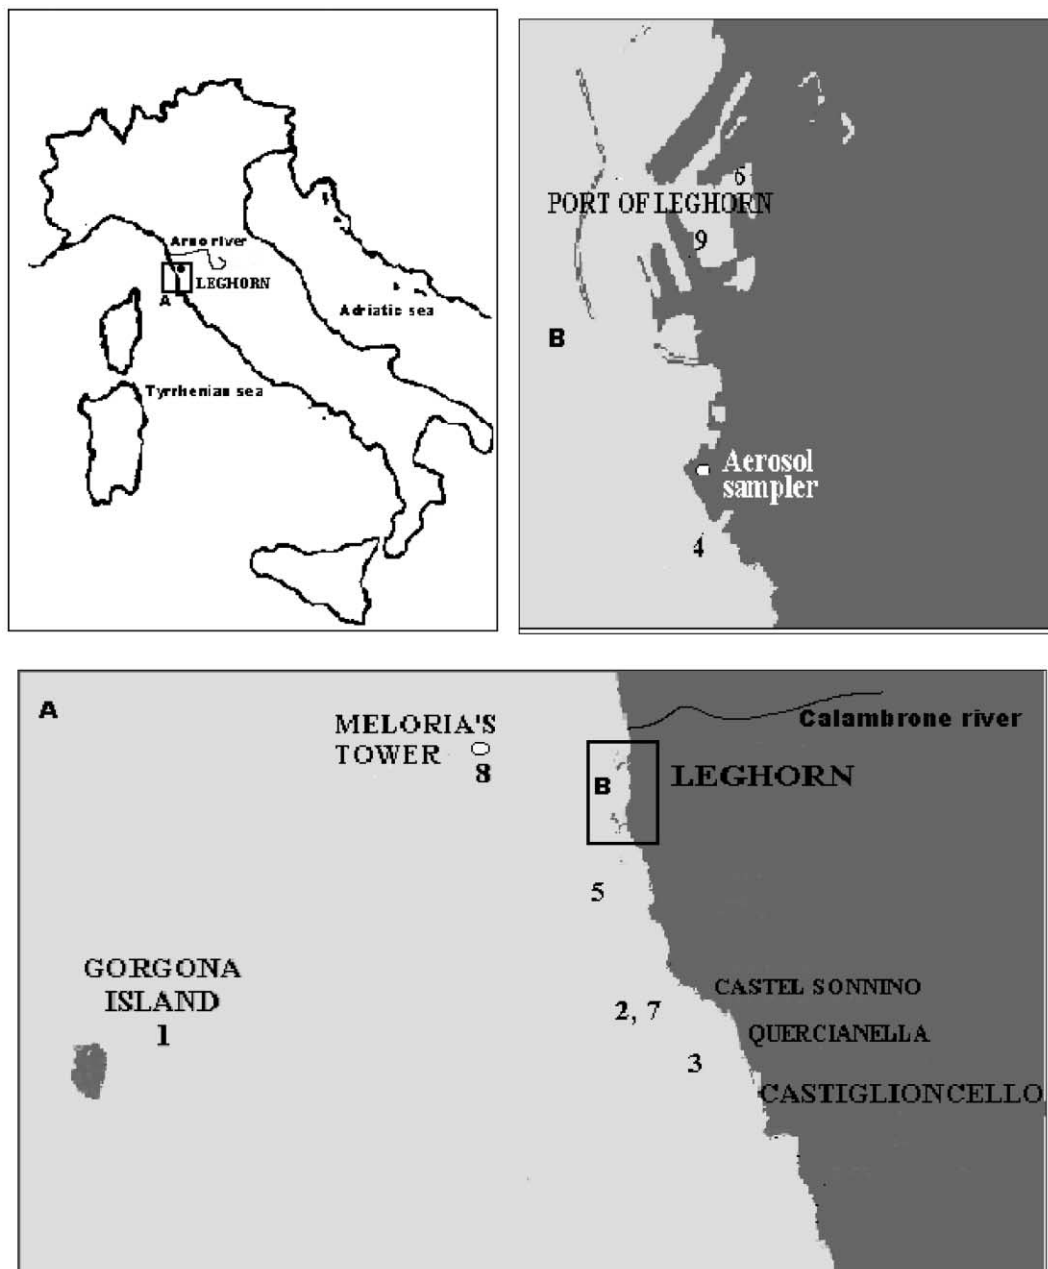 Arno river
LEGHORN
A
Adriatic sea
Tyrrhenian sea
6
PORT OF LEGHORN
9
B
Aerosol
sampler
4
A
MELORIA'S
TOWER
8
Calambrone river
B
LEGHORN
5
GORGONA
ISLAND
1
CASTEL SONNINO
2, 7
QUERCIANELLA
3
CASTIGLIONCELLO